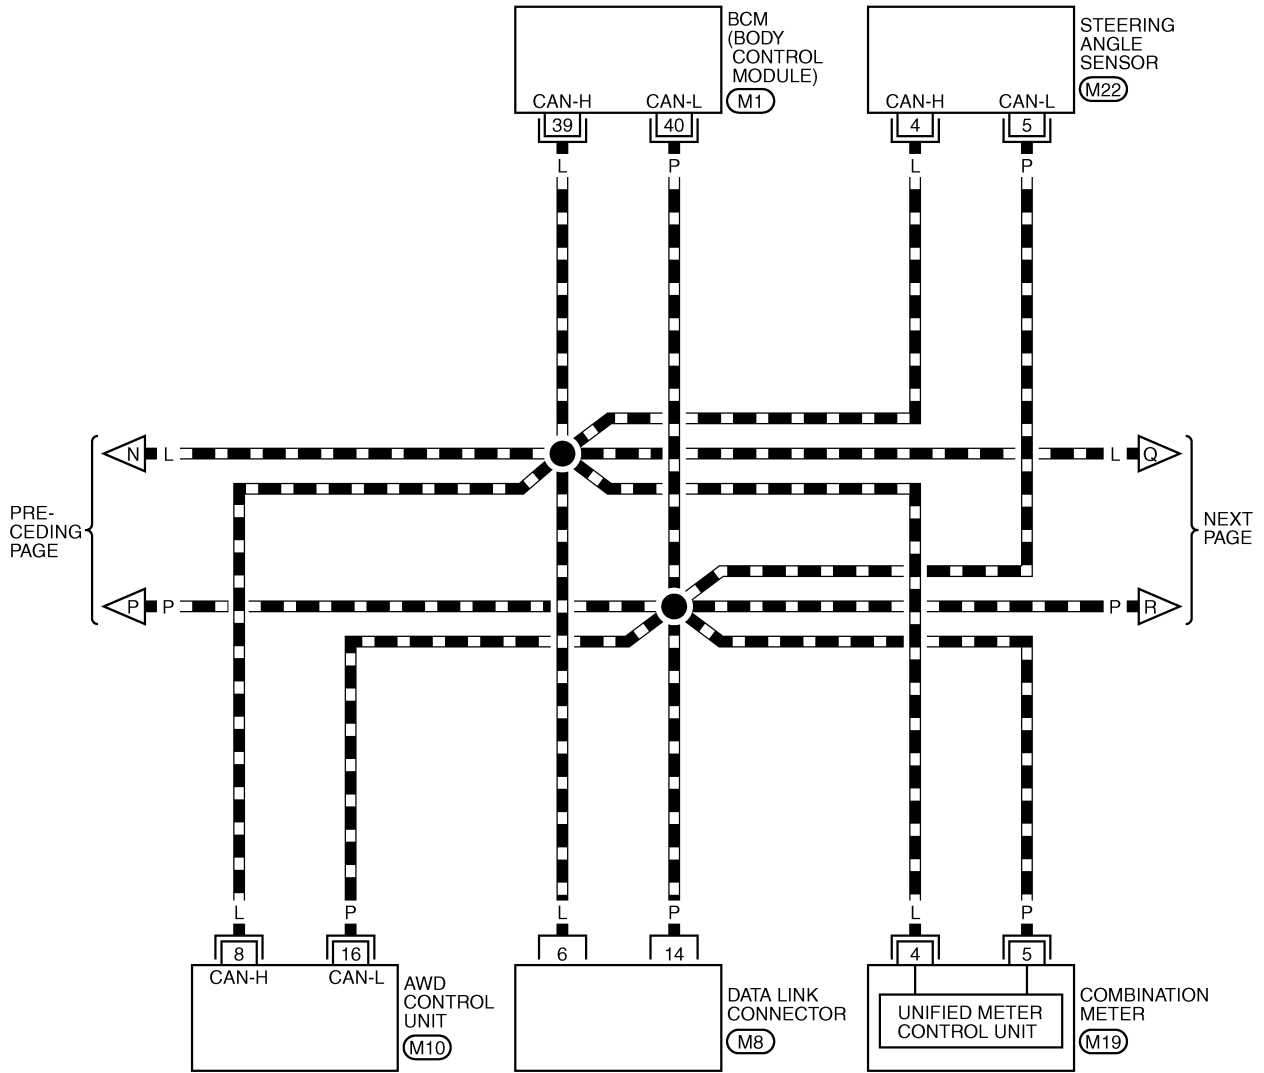 BCM
(BODY
CONTROL
MODULE)
M1
CAN-H
CAN-L
39
40
L
P
STEERING
ANGLE
SENSOR
M22
CAN-H
CAN-L
4
5
L
P
PRE-
CEDING
PAGE
N
L
P
P
L
Q
P
R
NEXT
PAGE
L
P
8
16
CAN-H
CAN-L
AWD
CONTROL
UNIT
M10
L
P
6
14
DATA LINK
CONNECTOR
M8
L
P
4
5
UNIFIED METER
CONTROL UNIT
COMBINATION
METER
M19